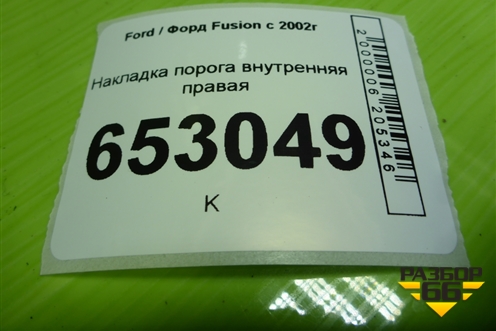 Ford / Форд Fusion с 2002г
Накладка порога внутренняя
правая
653049
К
2000006205346
РАЗБОР
66